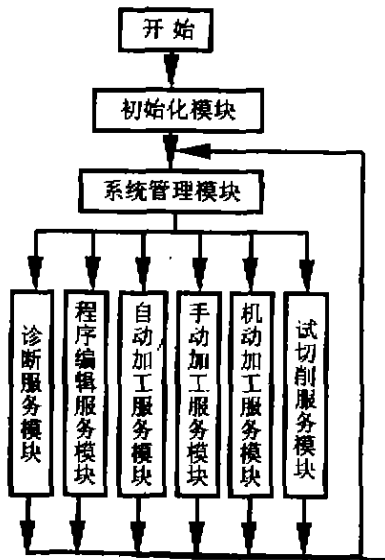 开始
初始化模块
系统管理模块
诊断服务模块
程序编辑服务模块
自动加工服务模块
手动加工服务模块
机动加工服务模块
试切削服务模块